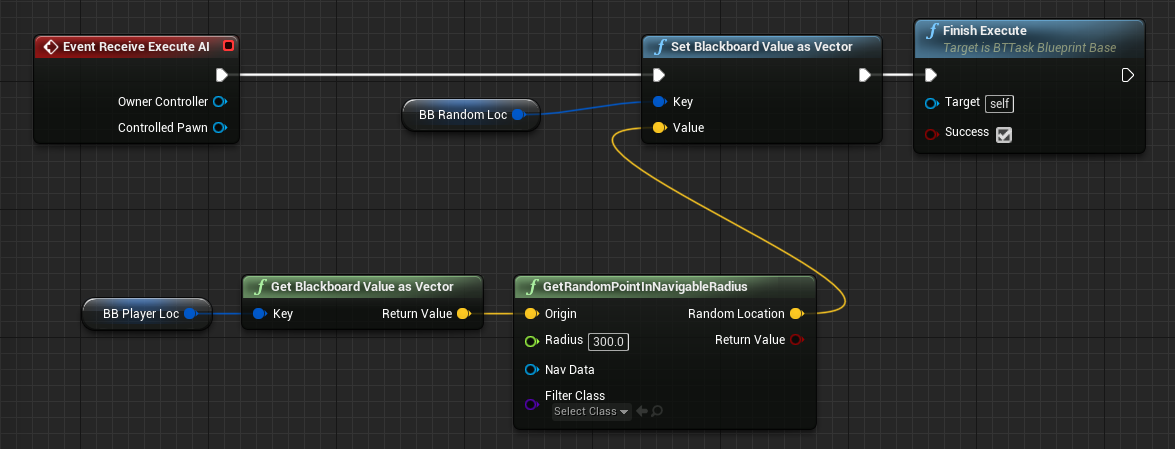 Event Receive Execute AI
Owner Controller
Controlled Pawn
BB Random Loc
f Set Blackboard Value as Vector
Key
Value
f Finish Execute
Target is BTTask Blueprint Base
Target self
Success
BB Player Loc
f Get Blackboard Value as Vector
Key Return Value
f GetRandomPointInNavigableRadius
Origin Random Location
Radius 300.0 Return Value
Nav Data
Filter Class
Select Class